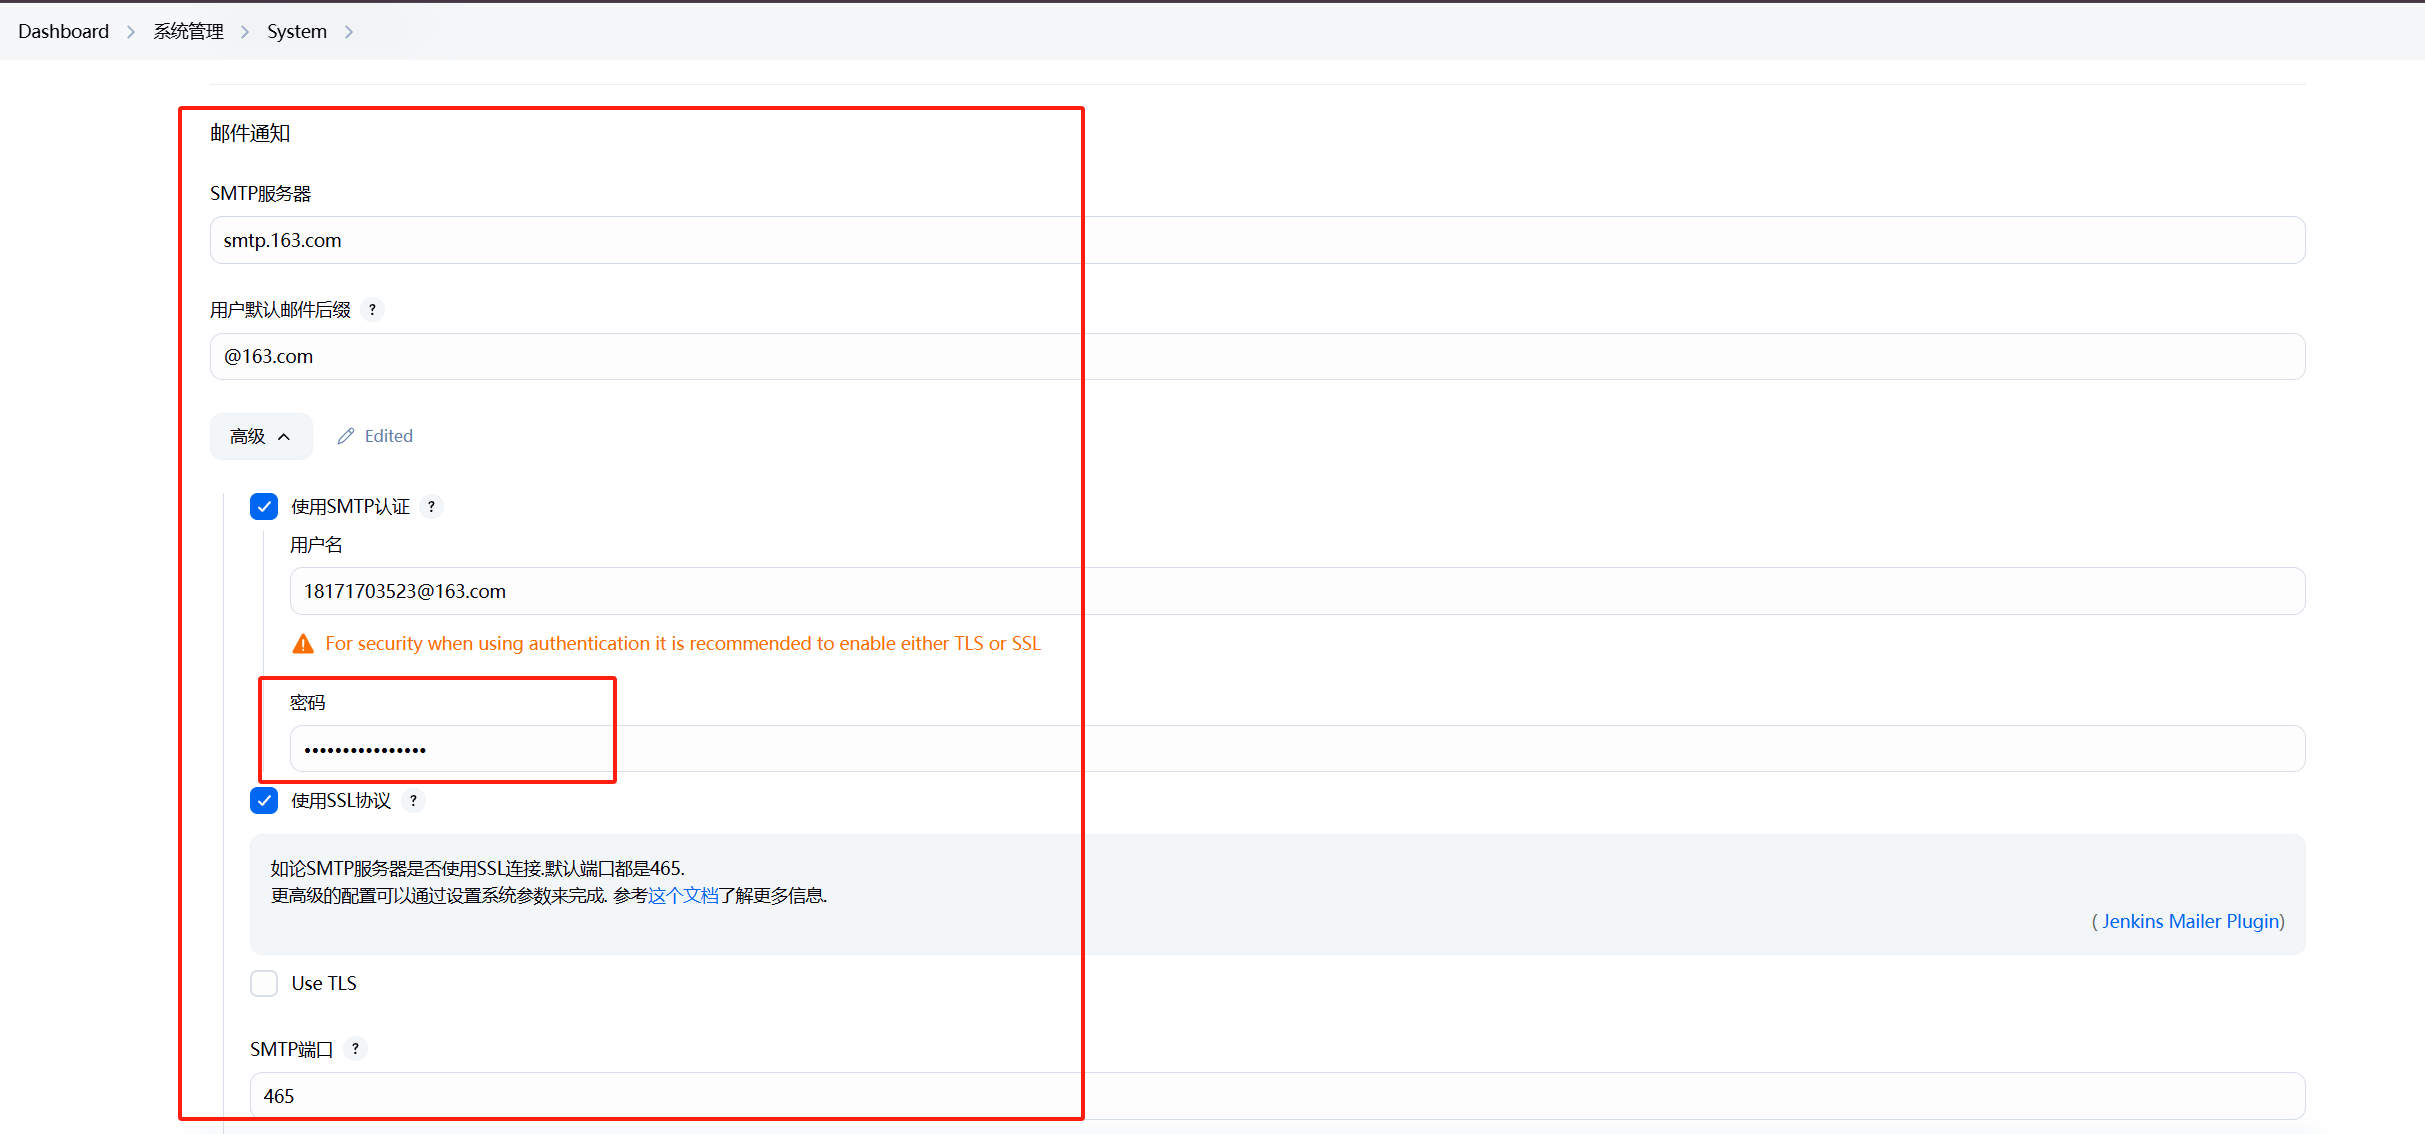 Dashboard > 系统管理 > System >
邮件通知
SMTP服务器
smtp.163.com
用户默认邮件后缀 ?
@163.com
高级 Edited
使用SMTP认证 ?
用户名
18171703523@163.com
For security when using authentication it is recommended to enable either TLS or SSL
密码
••••••••••••••••
使用SSL协议 ?
如论SMTP服务器是否使用SSL连接.默认端口都是465.
更高级的配置可以通过设置系统参数来完成. 参考这个文档了解更多信息.
( Jenkins Mailer Plugin)
Use TLS
SMTP端口 ?
465